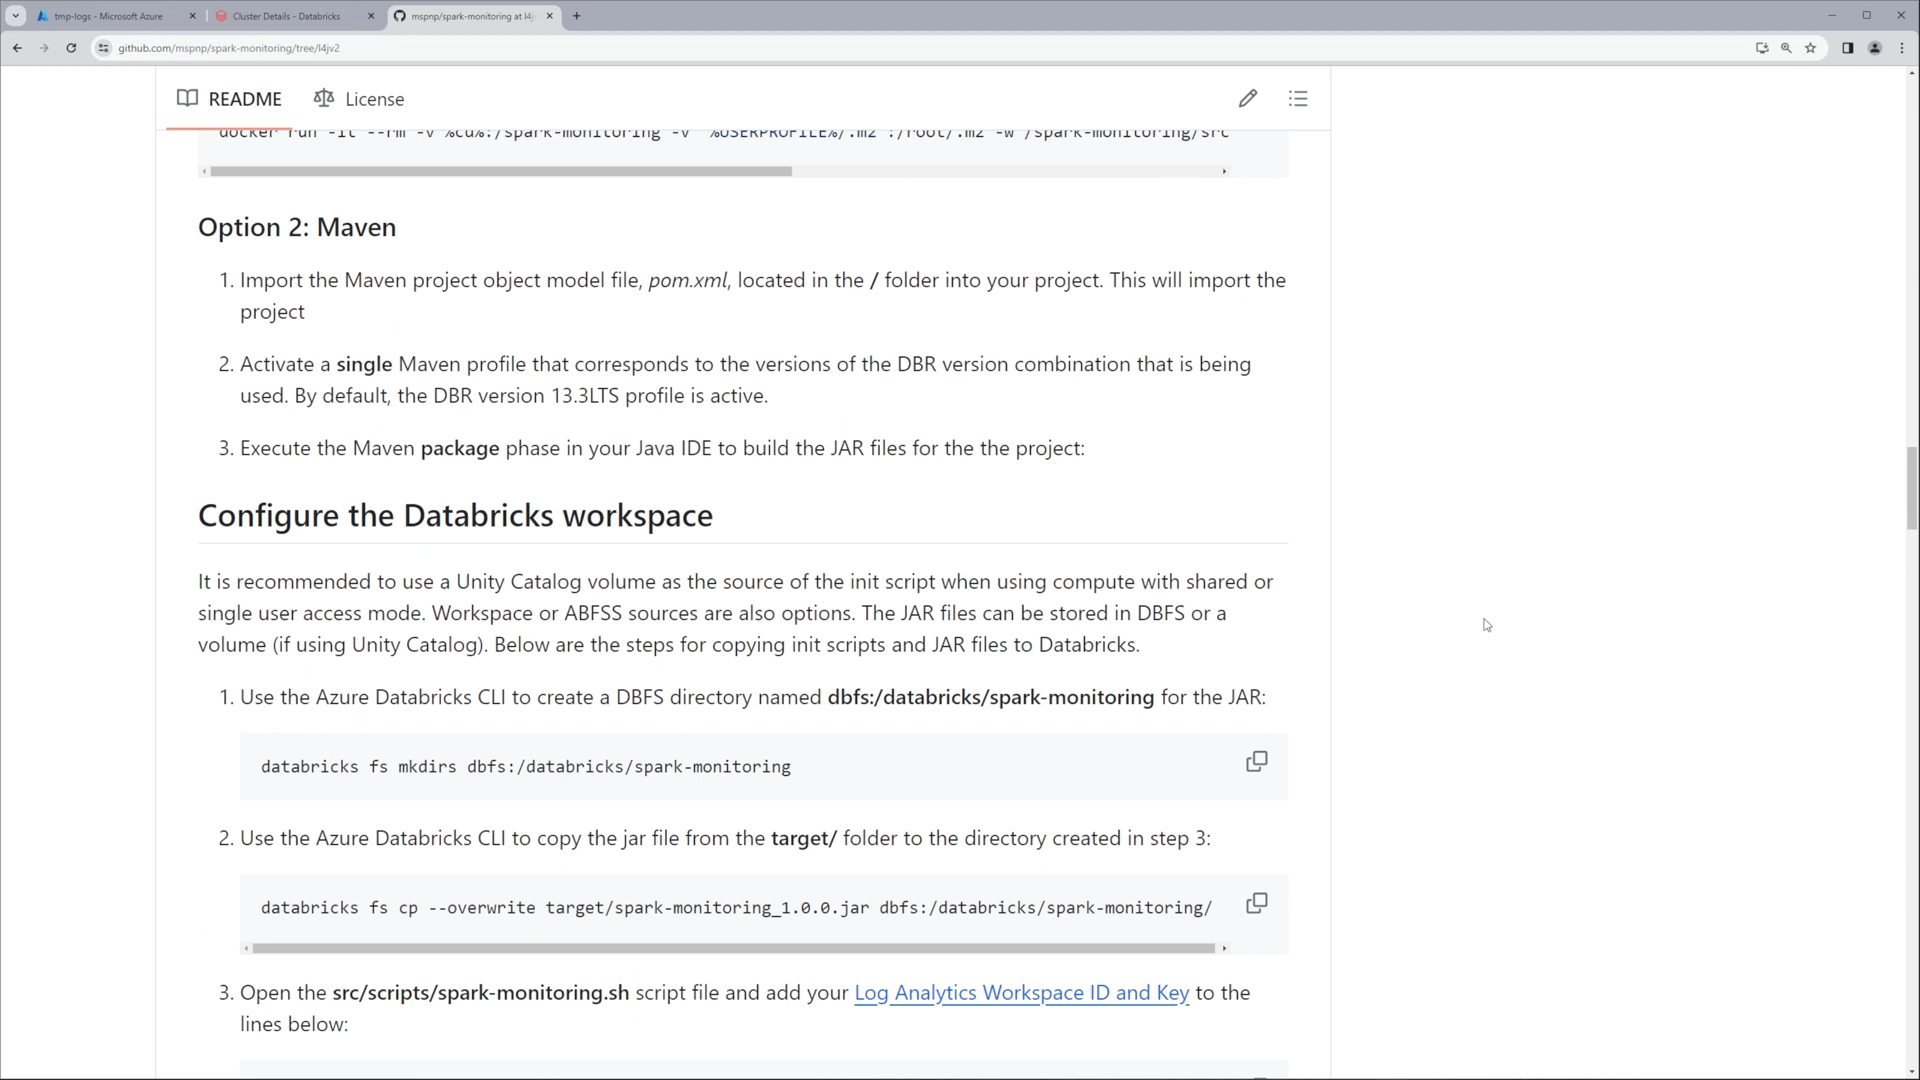 tmp-logs - Microsoft Azure
Cluster Details - Databricks
mspnp/spark-monitoring at l4jv
github.com/mspnp/spark-monitoring/tree/l4jv2
README
License
docker run -it --rm -v %cd%:/spark-monitoring -v "%USERPROFILE%/.m2":/root/.m2 -w /spark-monitoring/src
Option 2: Maven
1. Import the Maven project object model file, pom.xml, located in the / folder into your project. This will import the
project
2. Activate a single Maven profile that corresponds to the versions of the DBR version combination that is being
used. By default, the DBR version 13.3LTS profile is active.
3. Execute the Maven package phase in your Java IDE to build the JAR files for the the project:
Configure the Databricks workspace
It is recommended to use a Unity Catalog volume as the source of the init script when using compute with shared or
single user access mode. Workspace or ABFSS sources are also options. The JAR files can be stored in DBFS or a
volume (if using Unity Catalog). Below are the steps for copying init scripts and JAR files to Databricks.
1. Use the Azure Databricks CLI to create a DBFS directory named dbfs:/databricks/spark-monitoring for the JAR:
databricks fs mkdirs dbfs:/databricks/spark-monitoring
2. Use the Azure Databricks CLI to copy the jar file from the target/ folder to the directory created in step 3:
databricks fs cp --overwrite target/spark-monitoring_1.0.0.jar dbfs:/databricks/spark-monitoring/
3. Open the src/scripts/spark-monitoring.sh script file and add your Log Analytics Workspace ID and Key to the
lines below: